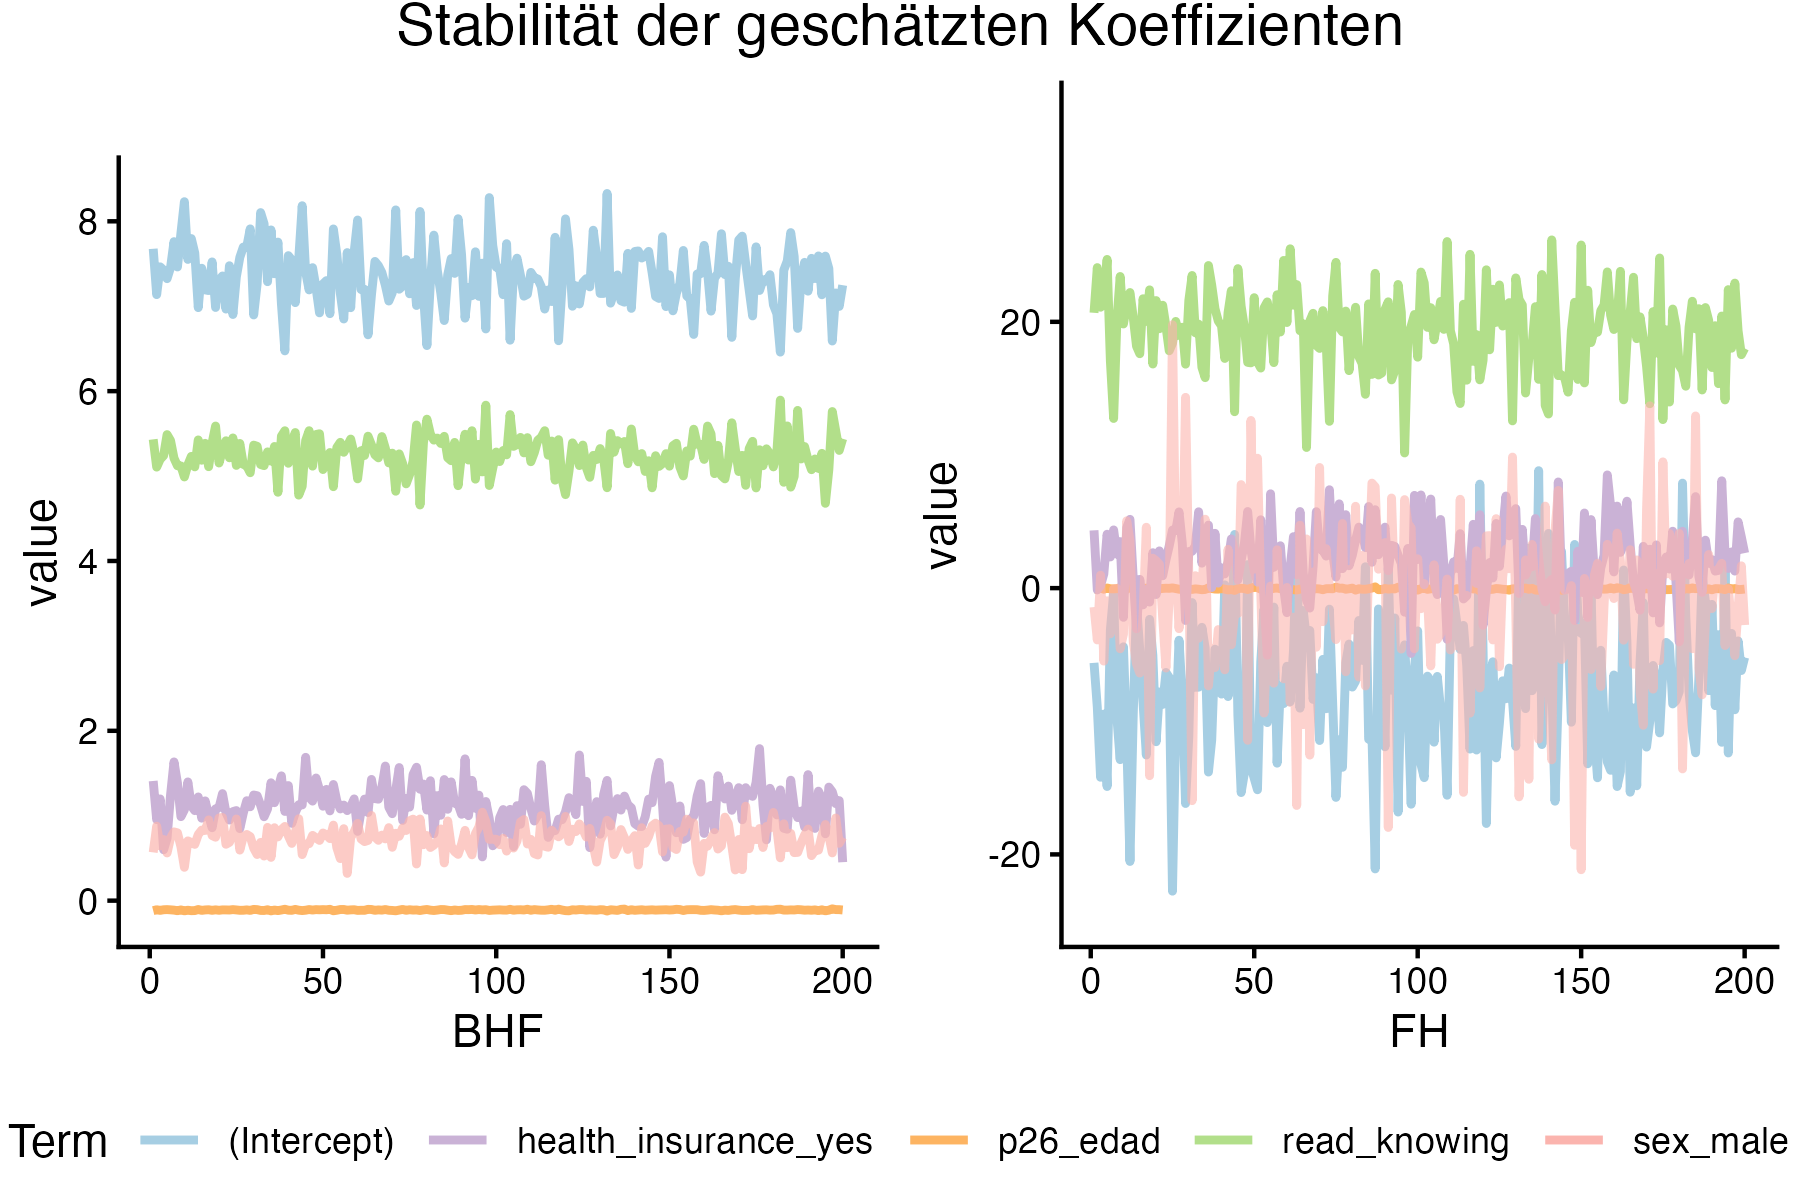 Stabilität der geschätzten Koeffizienten
value
8
6
4
2
0
0 50 100 150 200
BHF
value
20
0
-20
0 50 100 150 200
FH
Term (Intercept) health_insurance_yes p26_edad read_knowing sex_male